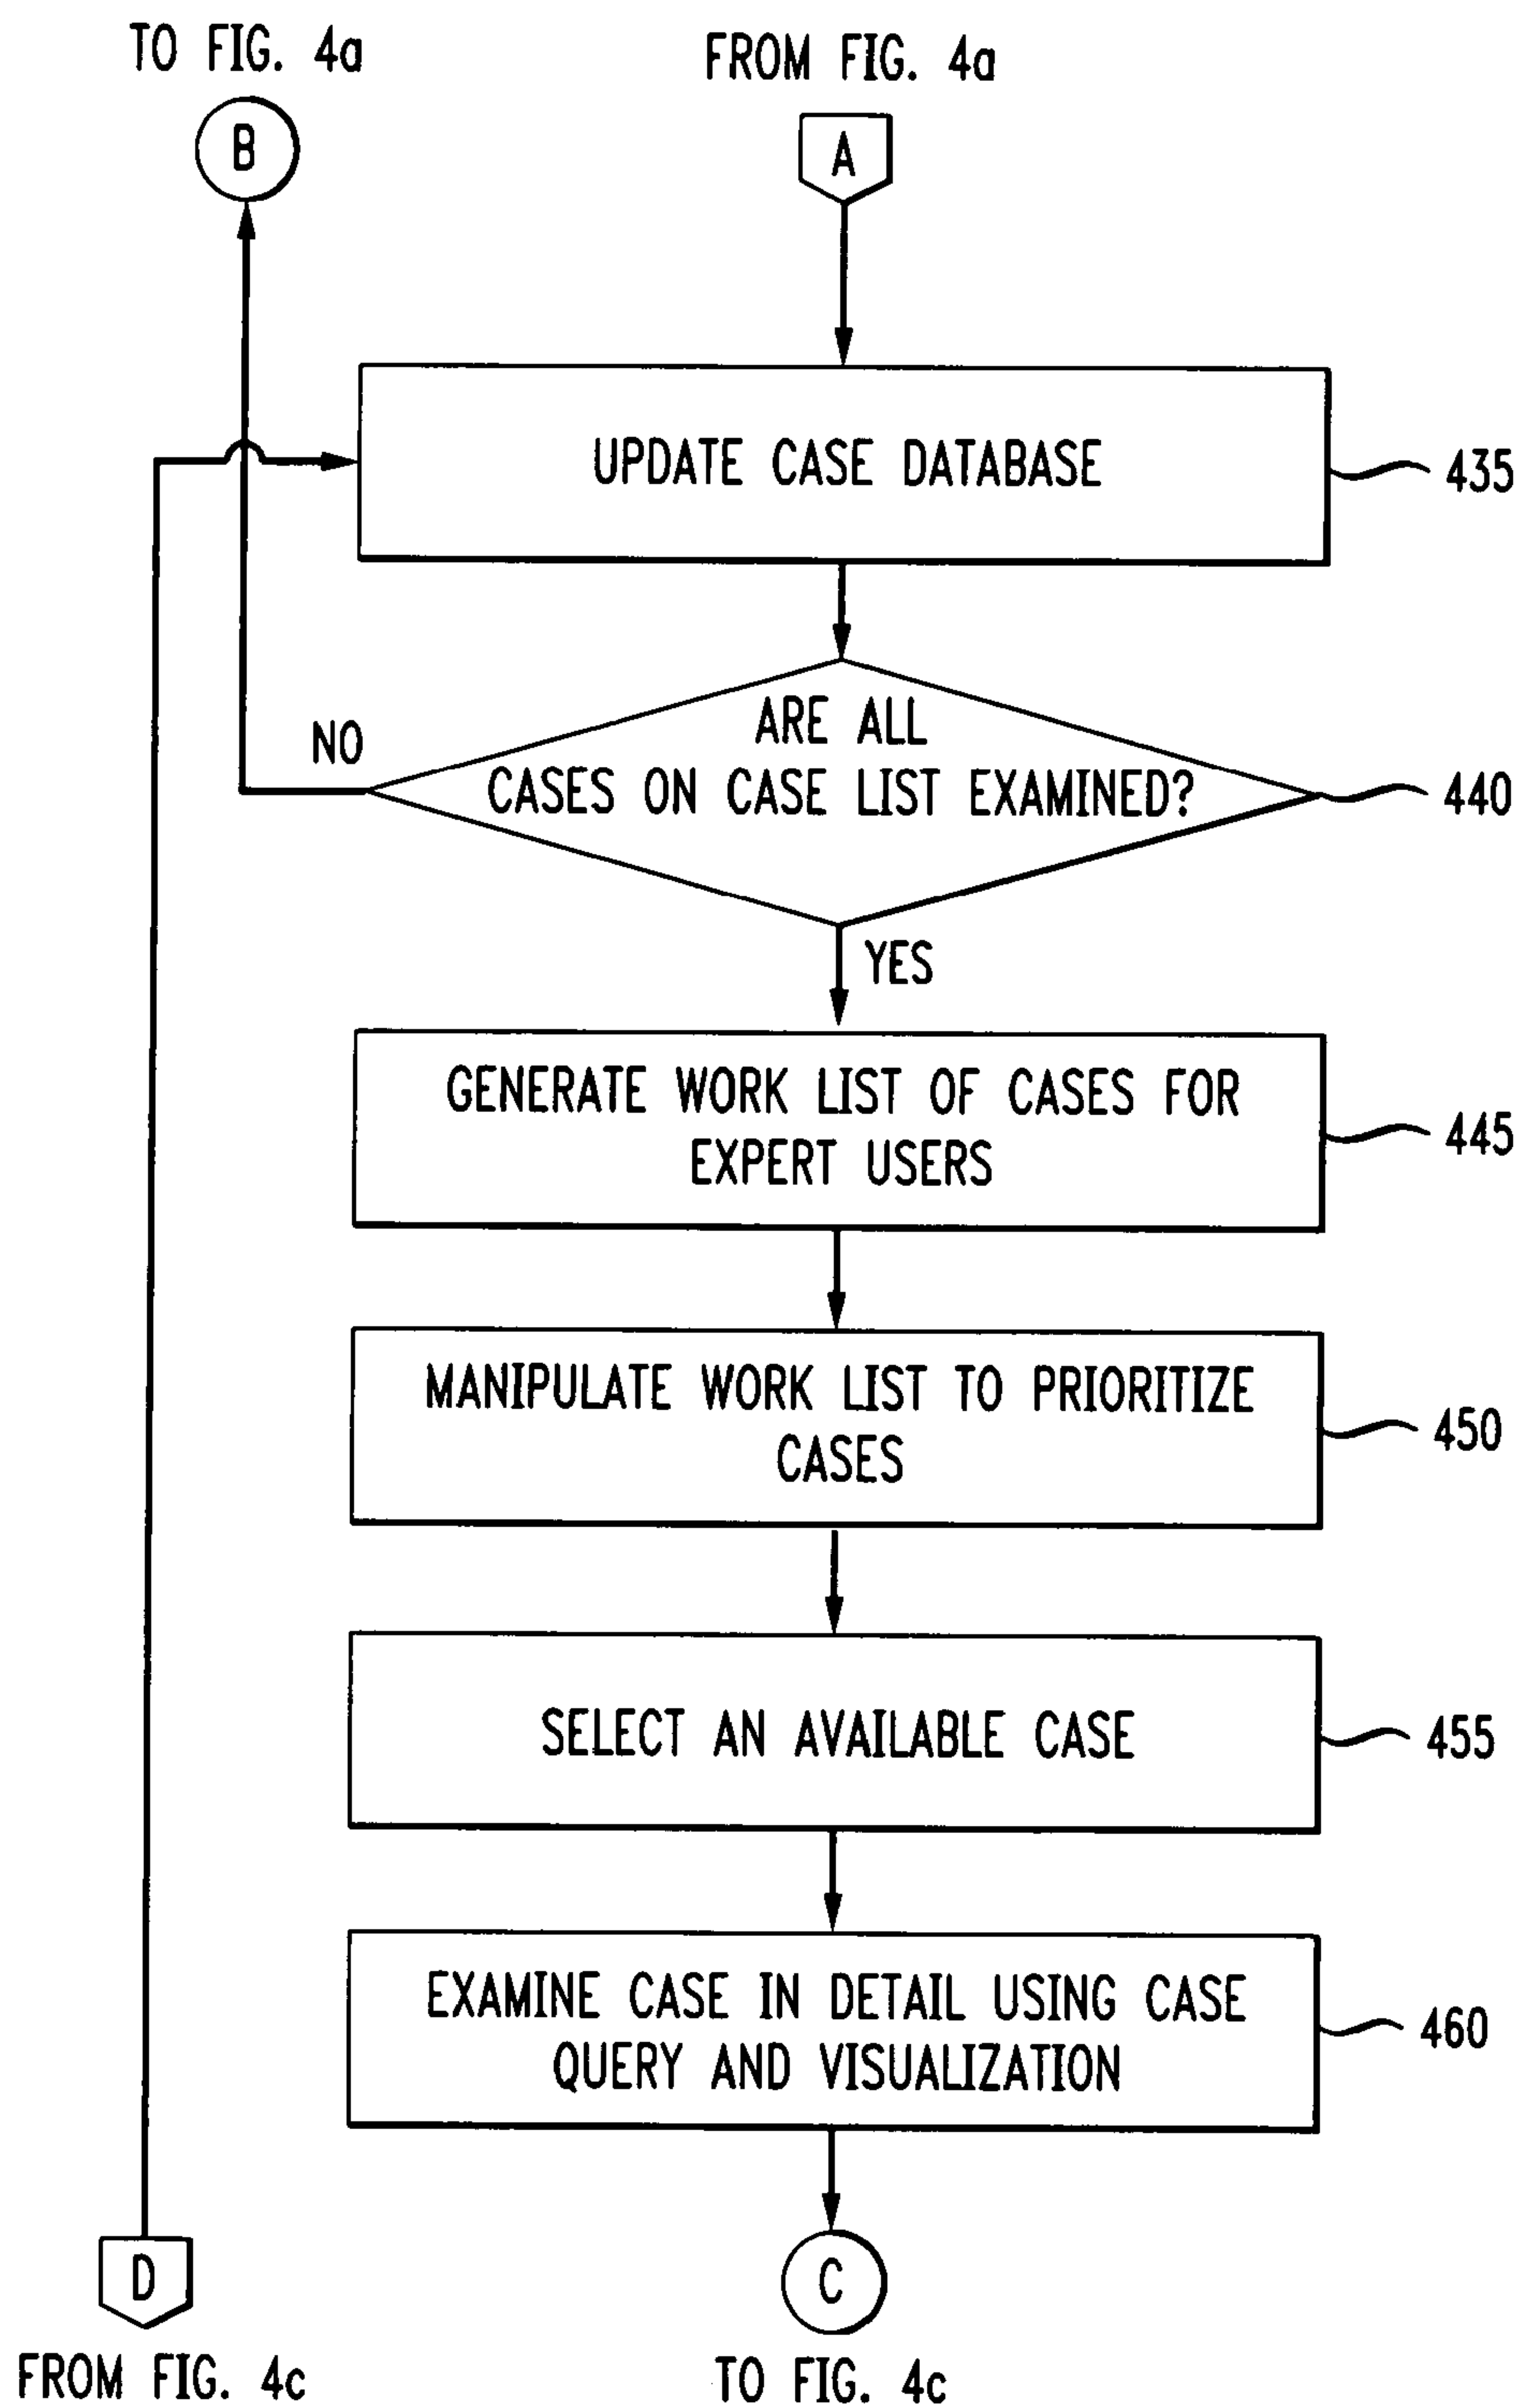 TO FIG. 4a
FROM FIG. 4a
B
A
UPDATE CASE DATABASE
435
ARE ALL
CASES ON CASE LIST EXAMINED?
440
NO
YES
GENERATE WORK LIST OF CASES FOR
EXPERT USERS
445
MANIPULATE WORK LIST TO PRIORITIZE
CASES
450
SELECT AN AVAILABLE CASE
455
EXAMINE CASE IN DETAIL USING CASE
QUERY AND VISUALIZATION
460
D
C
FROM FIG. 4c
TO FIG. 4c